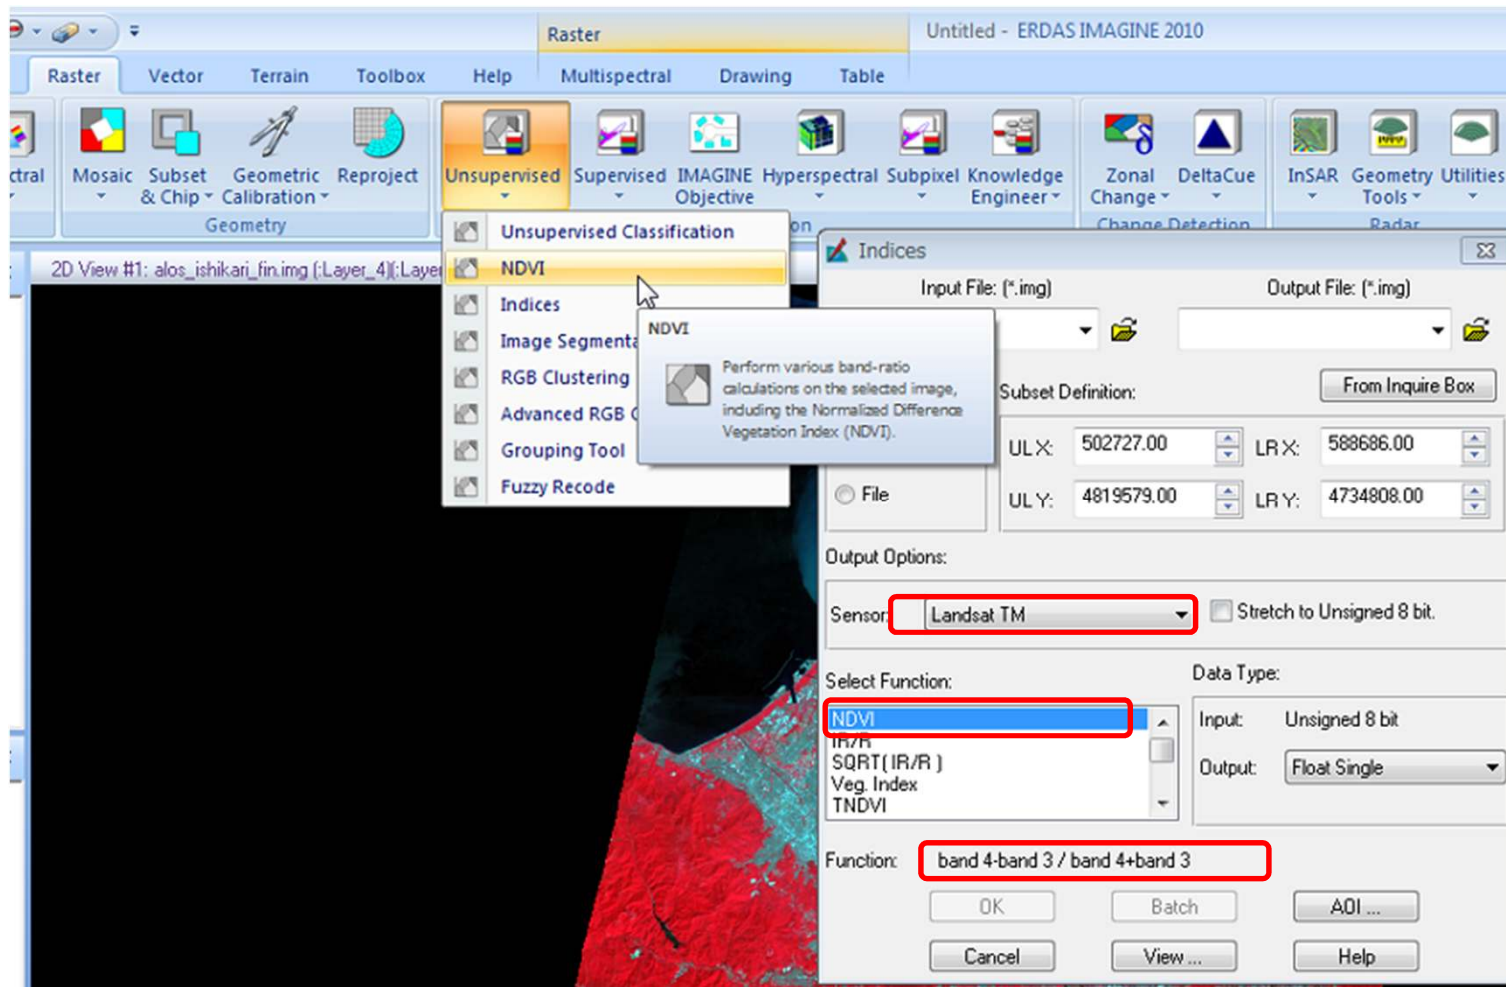 Raster
Untitled - ERDAS IMAGINE 2010
Raster Vector Terrain Toolbox Help Multispectral Drawing Table
ctral Mosaic Subset & Chip Geometric Calibration Reproject Unsupervised Supervised IMAGINE Objective Hyperspectral Subpixel Knowledge Engineer Zonal Change DeltaCue InSAR Geometry Tools Utilities
Geometry on Change Detection Radar
2D View #1: alos_ishikari_fin.img (:Layer_4)(:Layer
Unsupervised Classification
NDVI
Indices
Image Segmenta
RGB Clustering
Advanced RGB C
Grouping Tool
Fuzzy Recode
NDVI
Perform various band-ratio
calculations on the selected image,
including the Normalized Difference
Vegetation Index (NDVI).
Indices
Input File: (*.img) Output File: (*.img)
Subset Definition: From Inquire Box
UL X: 502727.00 LR X: 588686.00
File UL Y: 4819579.00 LR Y: 4734808.00
Output Options:
Sensor: Landsat TM Stretch to Unsigned 8 bit.
Select Function: Data Type:
NDVI
IR/R
SQRT( IR/R )
Veg. Index
TNDVI
Input: Unsigned 8 bit
Output: Float Single
Function: band 4-band 3 / band 4+band 3
OK Batch AOI ...
Cancel View ... Help